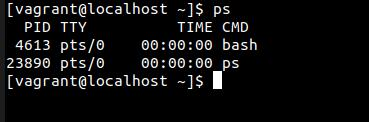 [vagrant@localhost ~]$ ps
  PID TTY          TIME CMD
 4613 pts/0    00:00:00 bash
23890 pts/0    00:00:00 ps
[vagrant@localhost ~]$